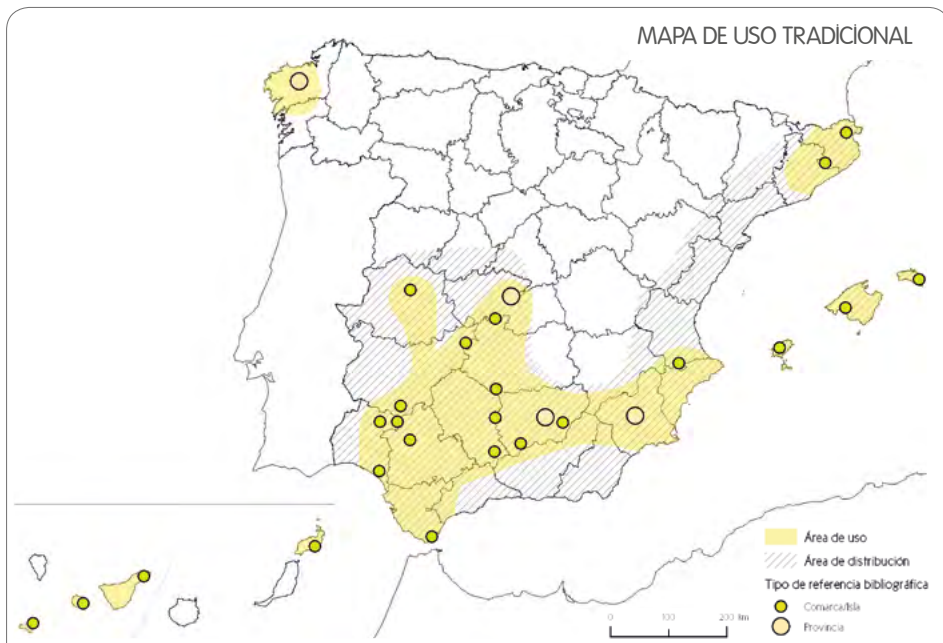 MAPA DE USO TRADICIONAL
Área de uso
Área de distribución
Tipo de referencia bibliográfica
Comarca/Isla
Provincia
0 100 200 km